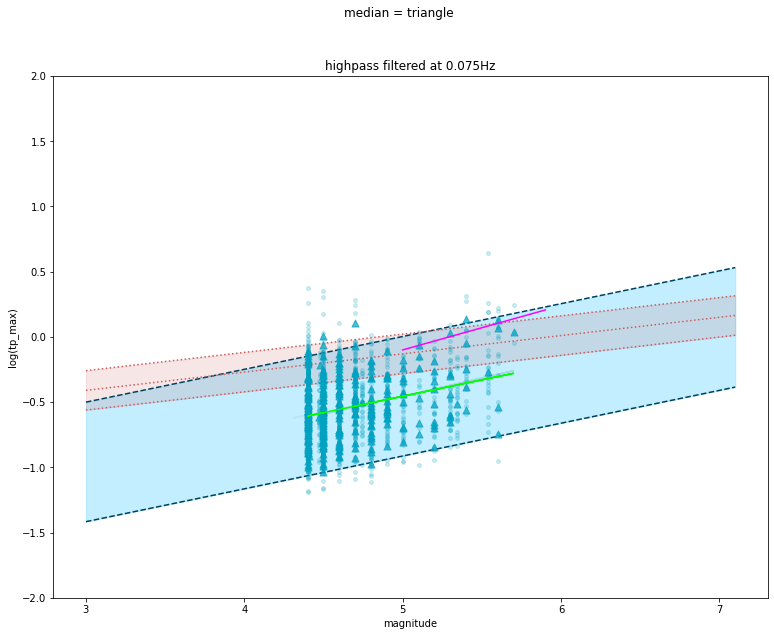 median = triangle
highpass filtered at 0.075Hz
2.0
1.5
1.0
0.5
0.0
−0.5
−1.0
−1.5
−2.0
log(tp_max)
3 4 5 6 7
magnitude